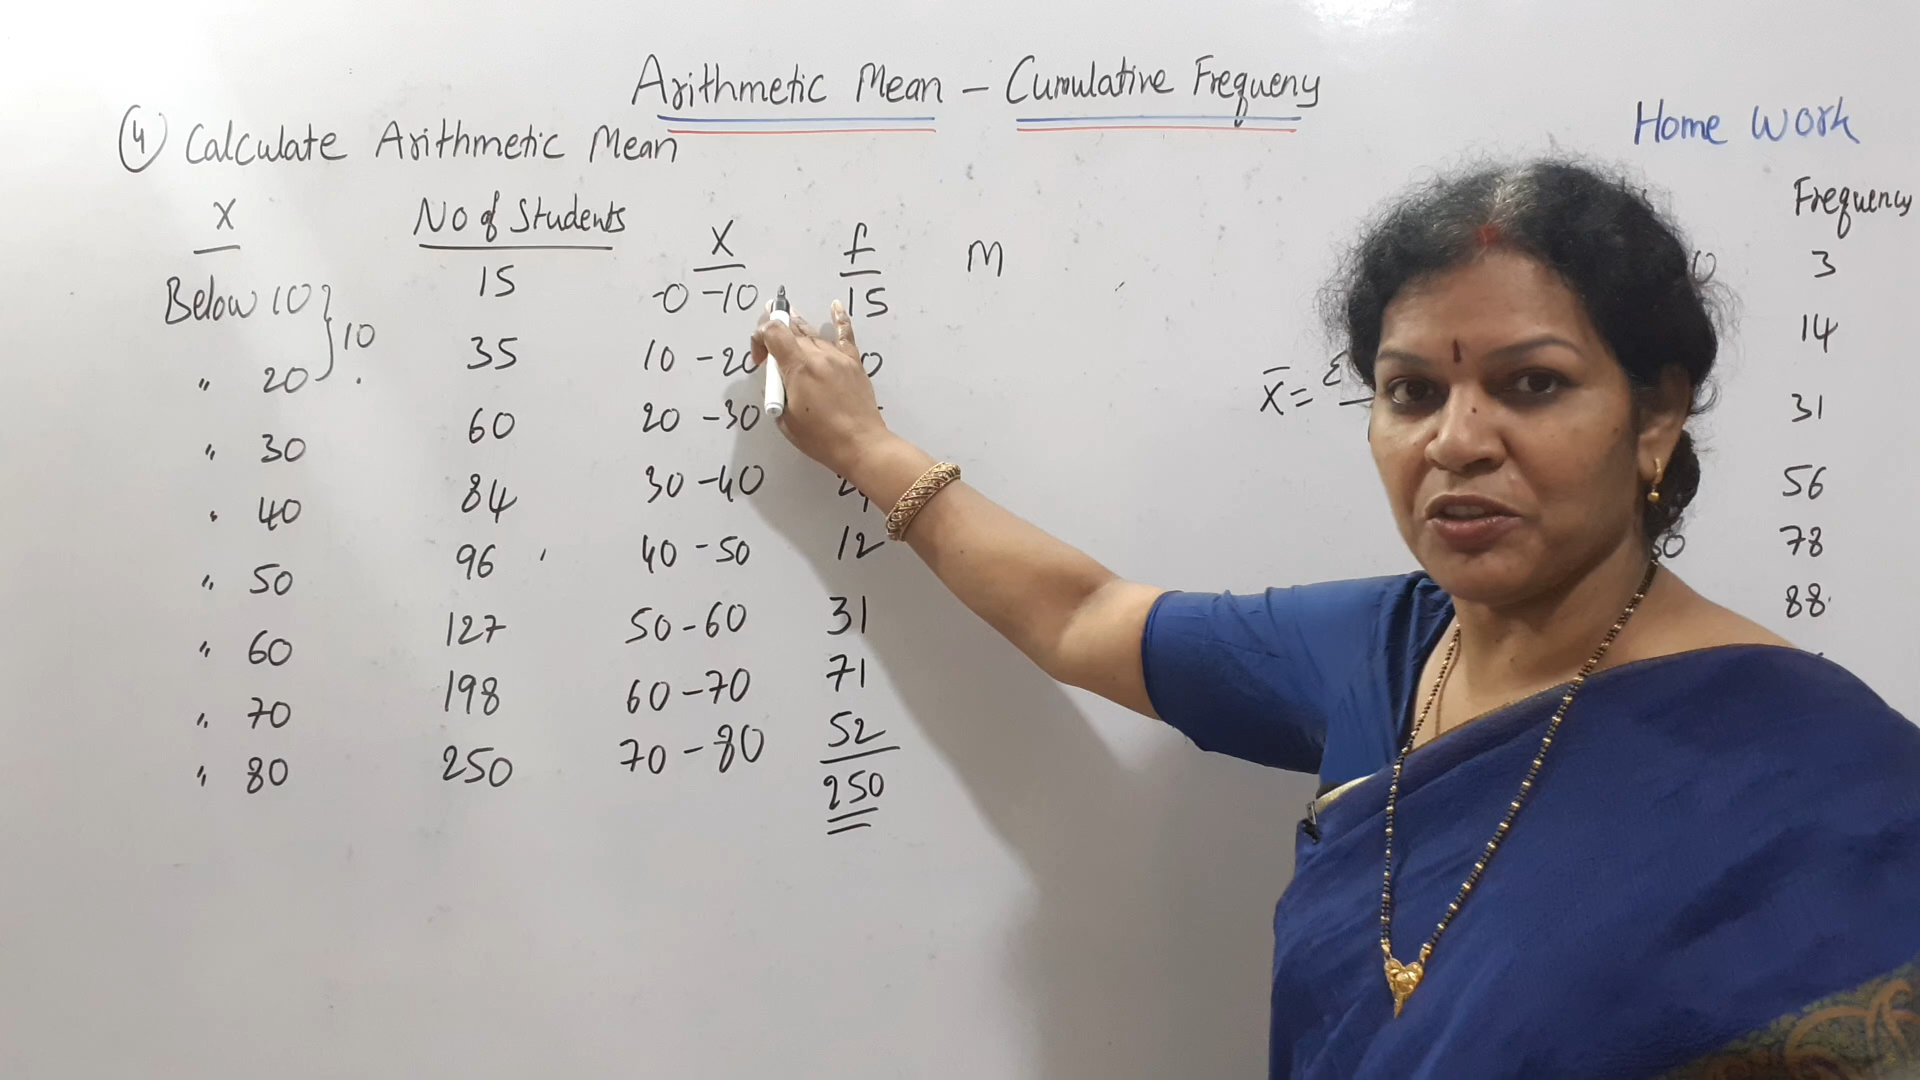 Arithmetic Mean - Cumulative Frequeny
Home Work
④ Calculate Arithmetic Mean
X No of Students X f M Frequency
Below 10 } 10 15 -0 -10 15 3
" 20 35 10 -20 14
" 30 60 20 -30 31
" 40 84 30 -40 56
" 50 96 40 -50 12 78
" 60 127 50-60 31 88
" 70 198 60-70 71
" 80 250 70-80 52
250
x̄ = Σ